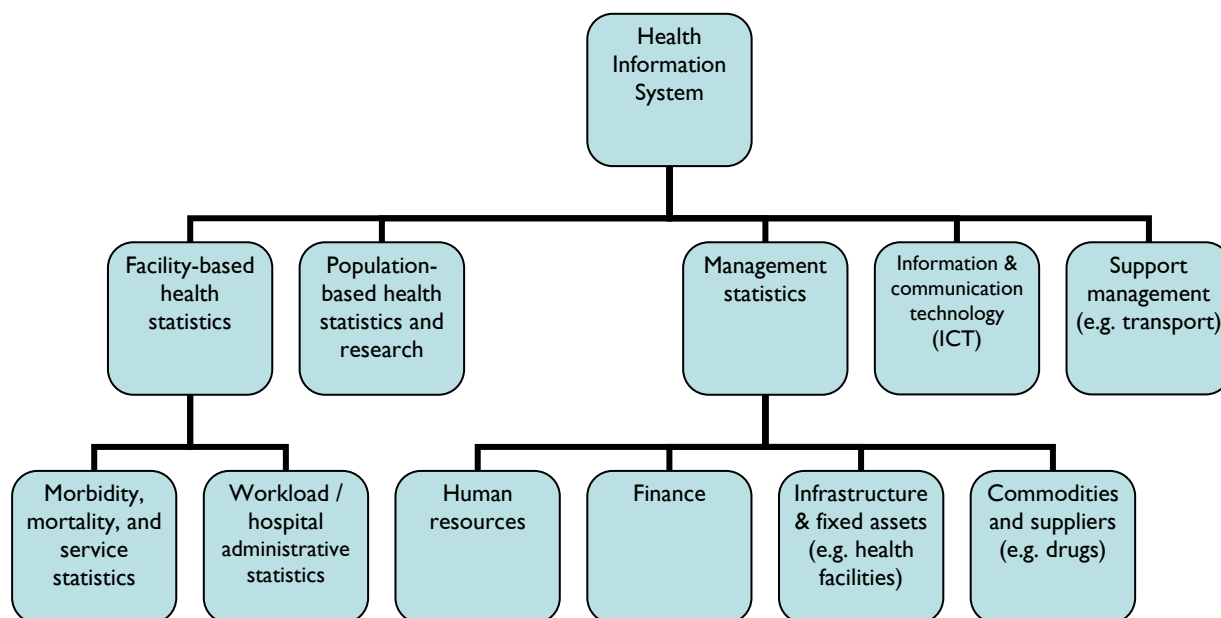 Health
Information
System
Facility-based
health
statistics
Population-
based health
statistics and
research
Management
statistics
Information &
communication
technology
(ICT)
Support
management
(e.g. transport)
Morbidity,
mortality, and
service
statistics
Workload /
hospital
administrative
statistics
Human
resources
Finance
Infrastructure
& fixed assets
(e.g. health
facilities)
Commodities
and suppliers
(e.g. drugs)